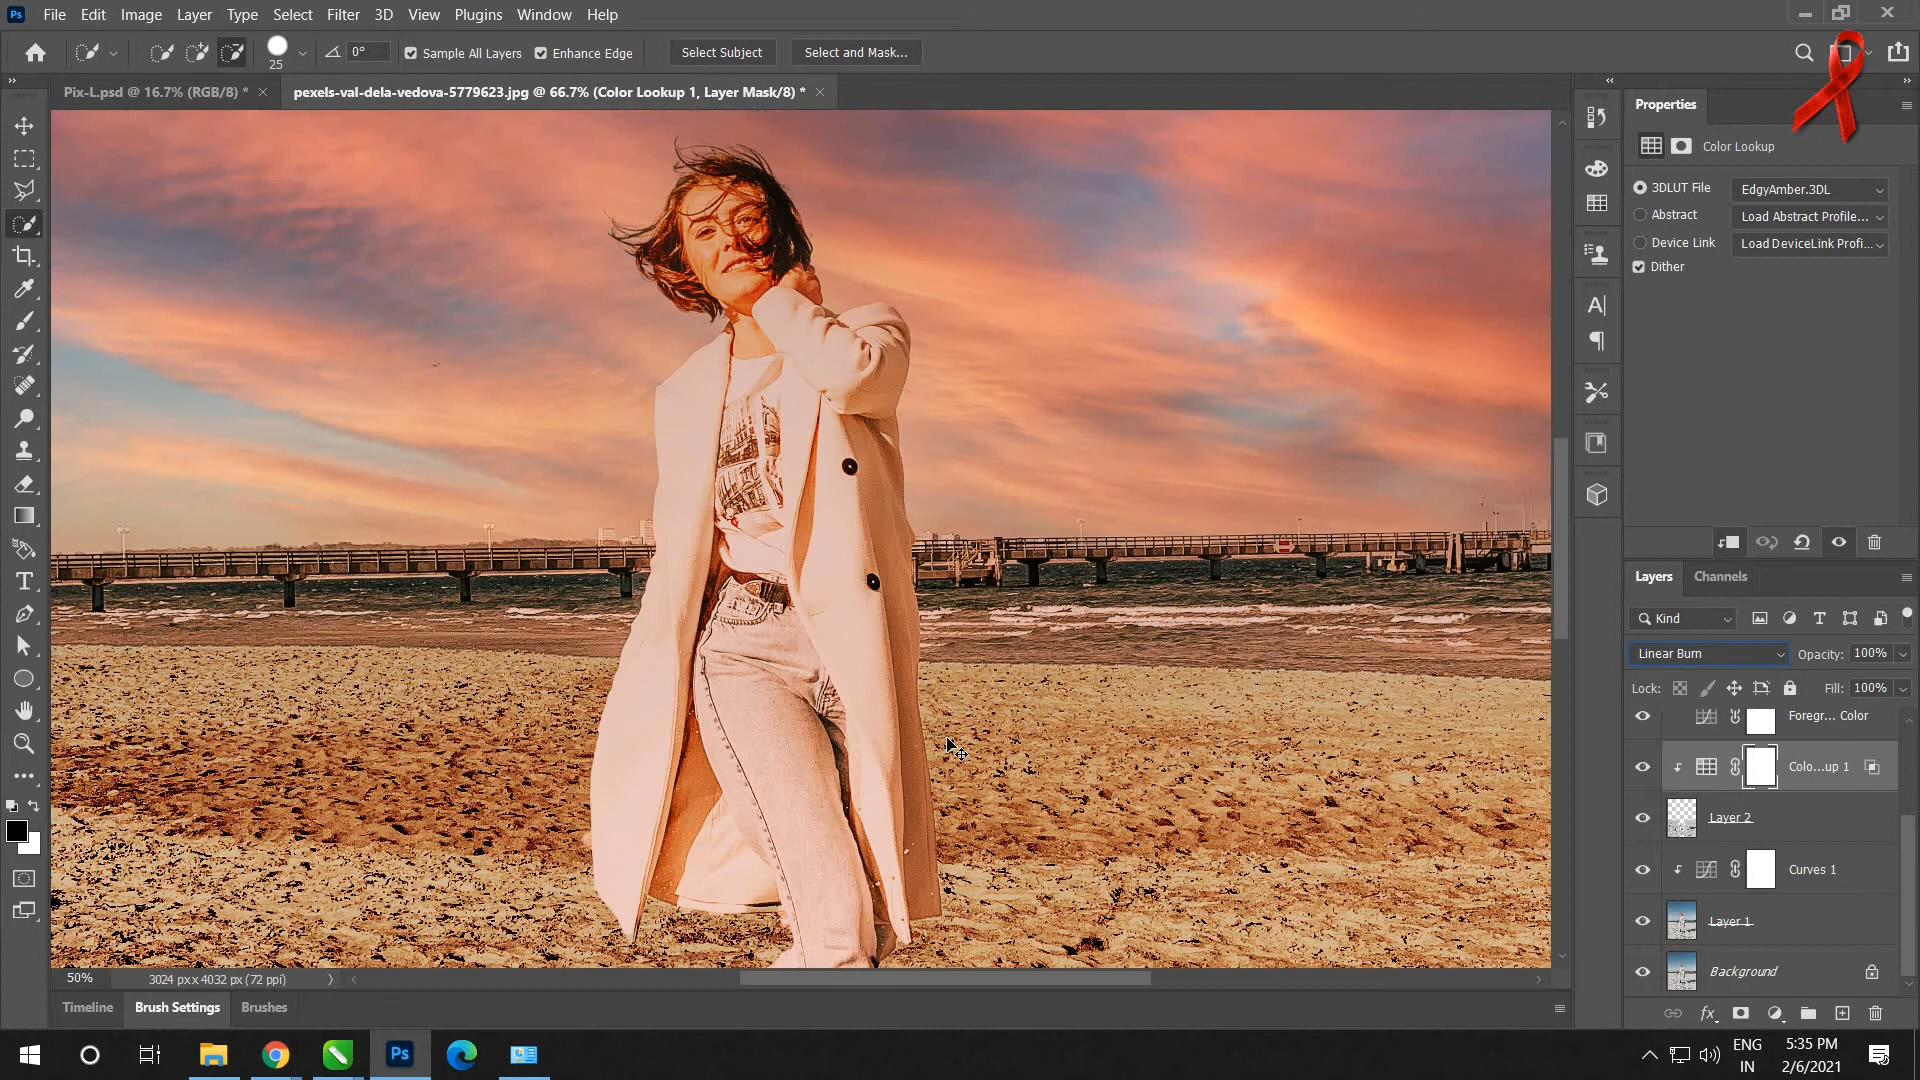 Ps File Edit Image Layer Type Select Filter 3D View Plugins Window Help
25 0° Sample All Layers Enhance Edge Select Subject Select and Mask...
Pix-L.psd @ 16.7% (RGB/8) * pexels-val-dela-vedova-5779623.jpg @ 66.7% (Color Lookup 1, Layer Mask/8) *
Properties
Color Lookup
3DLUT File EdgyAmber.3DL
Abstract Load Abstract Profile...
Device Link Load DeviceLink Profi...
Dither
Layers Channels
Kind
Linear Burn Opacity: 100%
Lock: Fill: 100%
Foregr... Color
Colo...up 1
Layer 2
Curves 1
Layer 1
Background
fx
50% 3024 px x 4032 px (72 ppi)
Timeline Brush Settings Brushes
Ps ENG IN 5:35 PM 2/6/2021